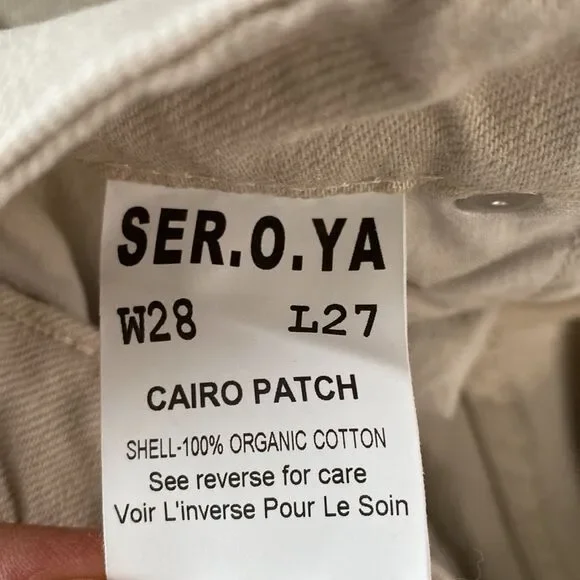 SER.O.YA
W28 L27
CAIRO PATCH
SHELL-100% ORGANIC COTTON
See reverse for care
Voir L'inverse Pour Le Soin